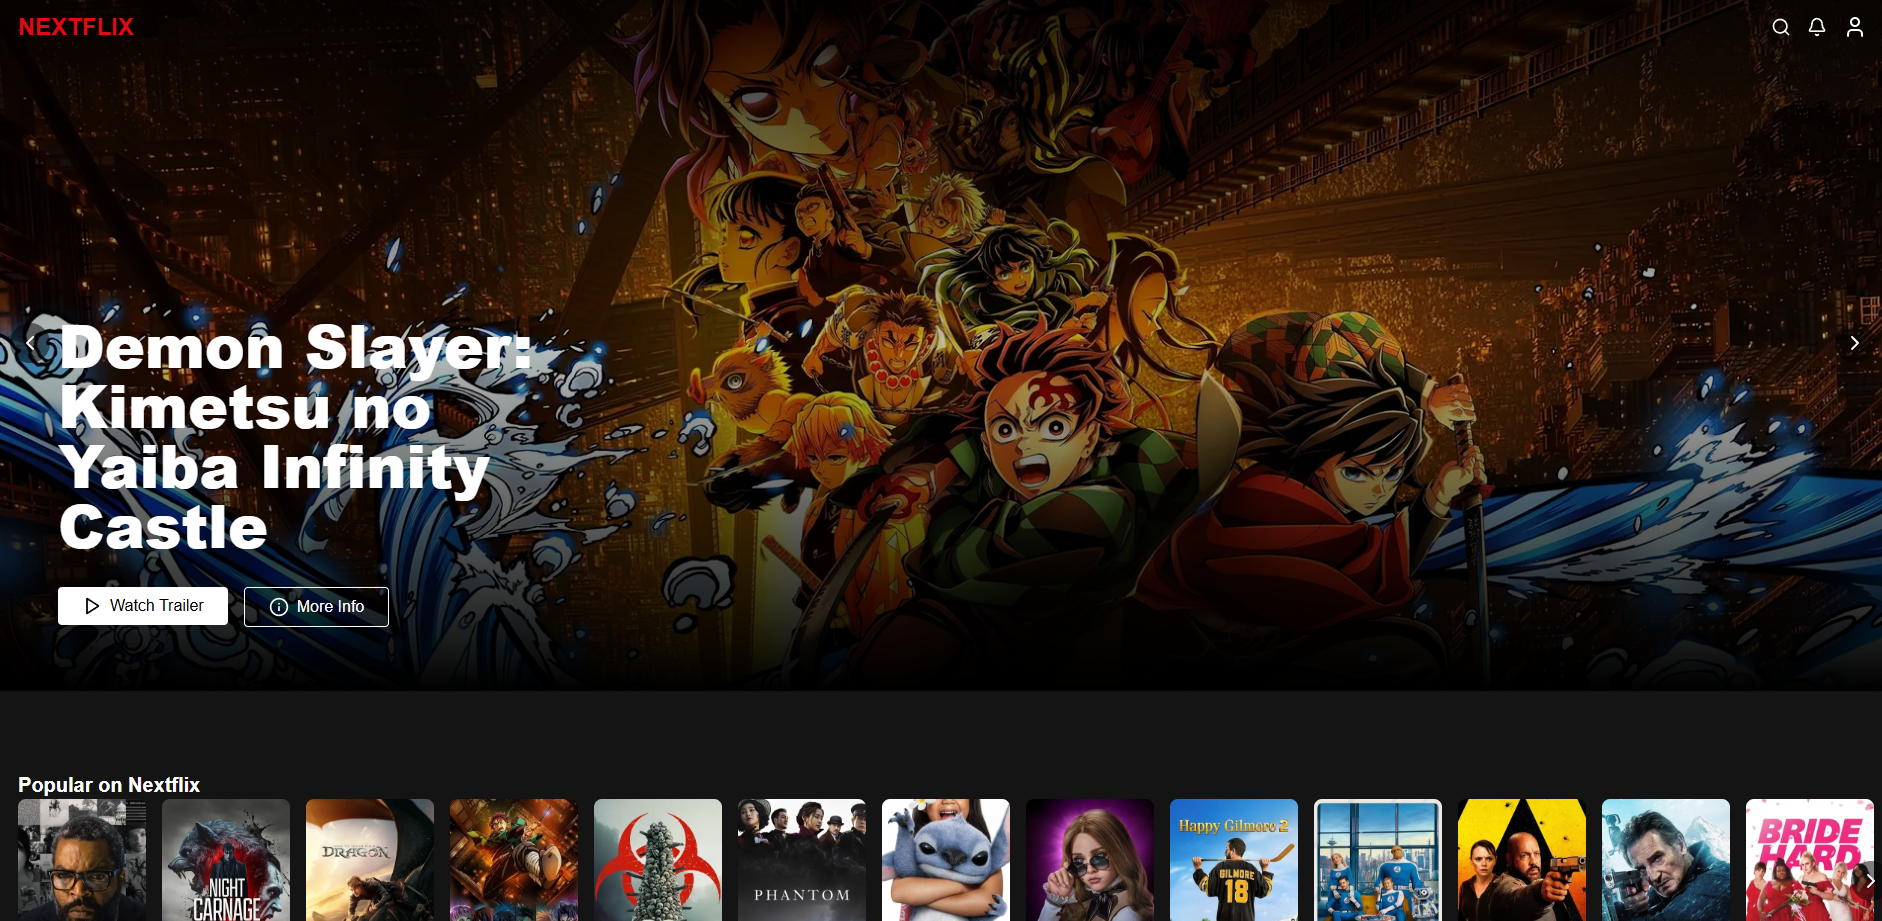 NEXTFLIX
Demon Slayer:
Kimetsu no
Yaiba Infinity
Castle
Watch Trailer
More Info
Popular on Nextflix
NIGHT
CARNAGE
DRAGON
PHANTOM
Happy Gilmore 2
GILMORE
18
BRIDE
HARD